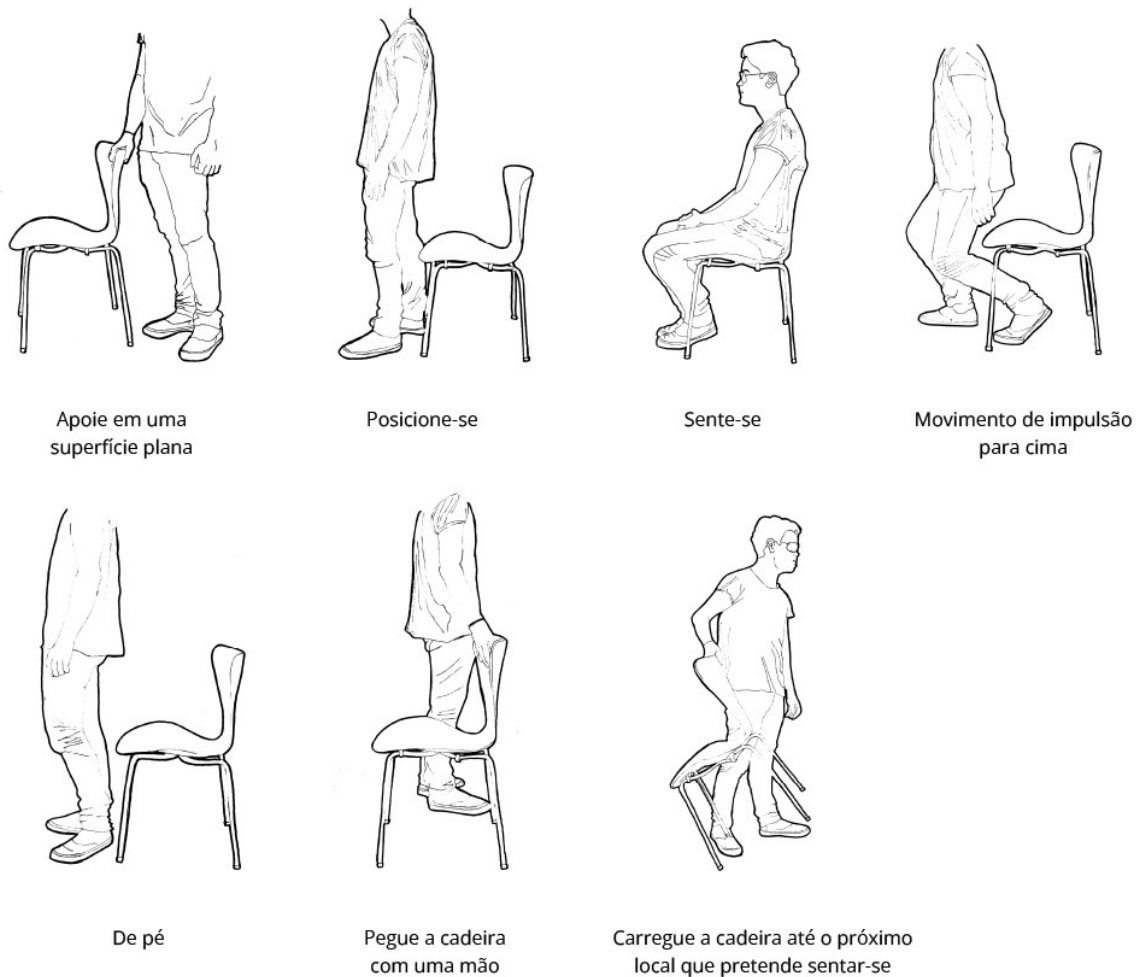 Apoie em uma
superfície plana
Posicione-se
Sente-se
Movimento de impulsão
para cima
De pé
Pegue a cadeira
com uma mão
Carregue a cadeira até o próximo
local que pretende sentar-se